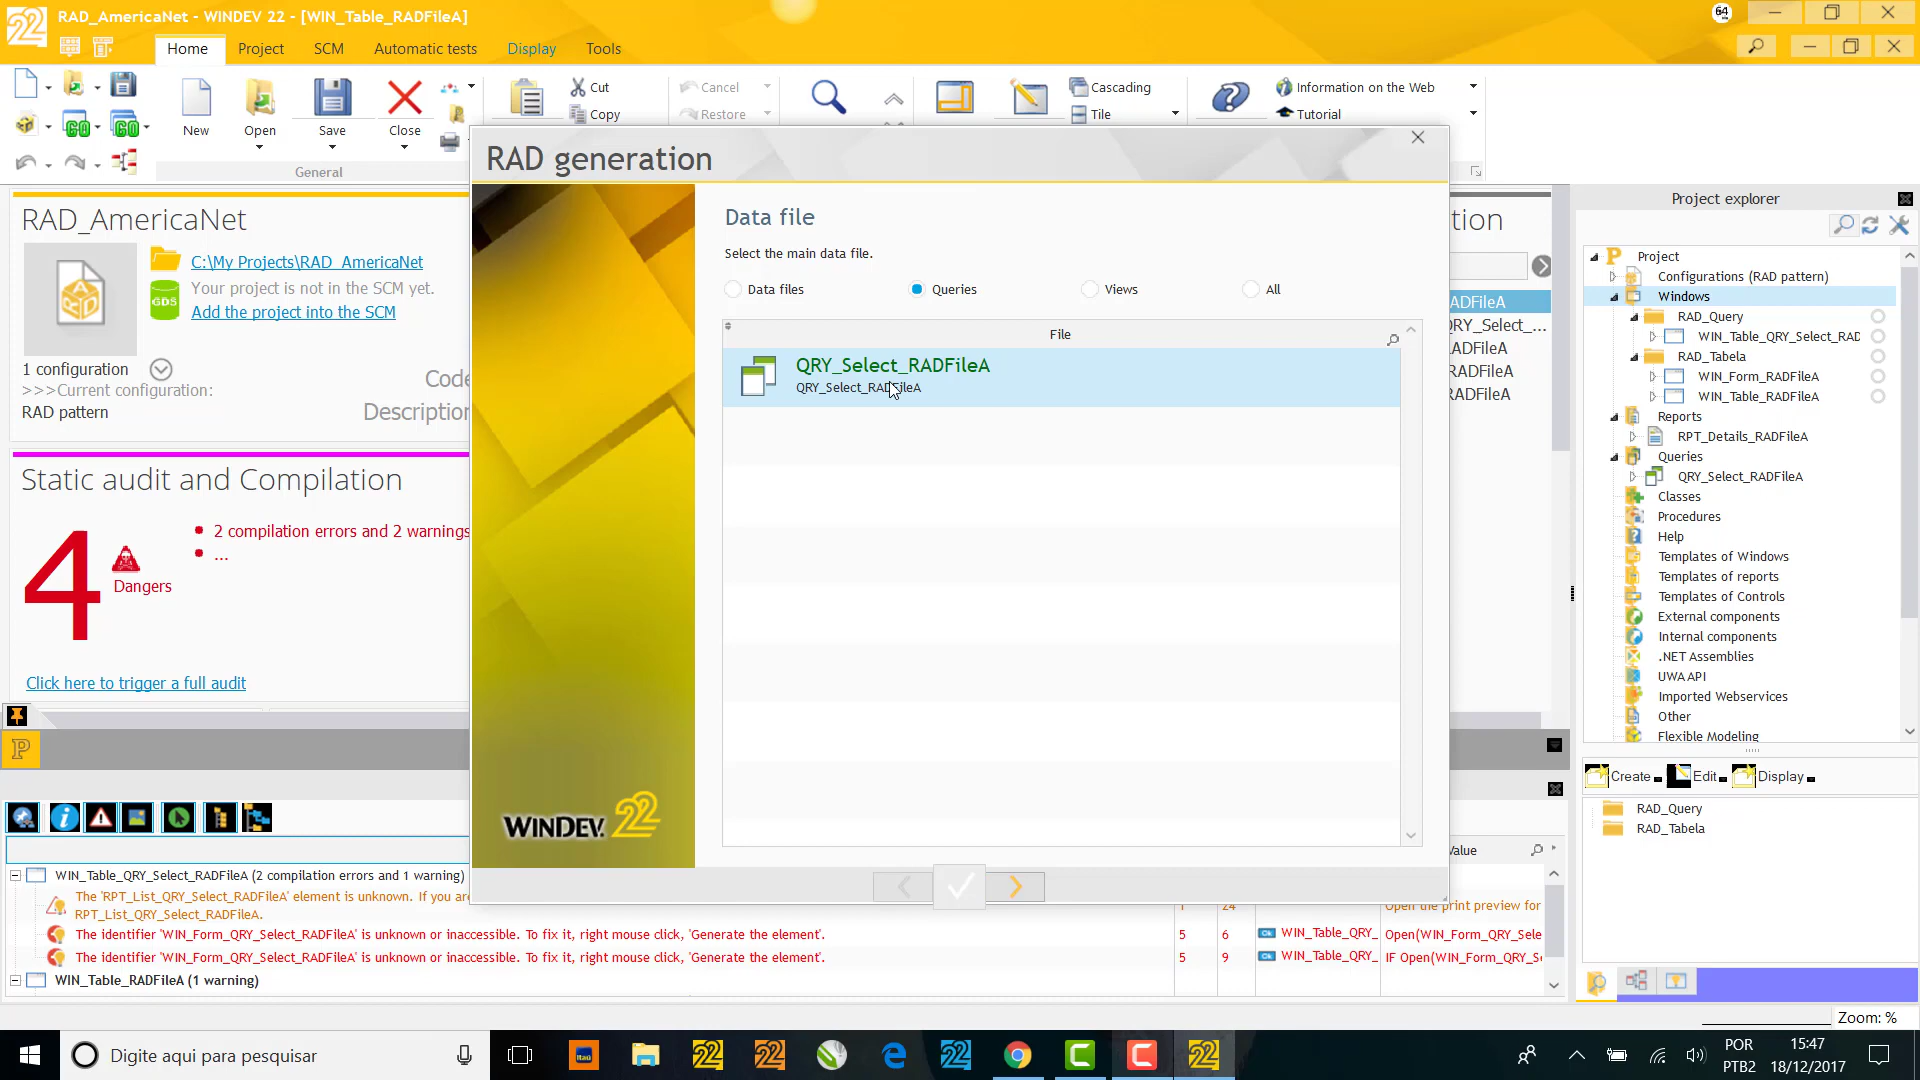 RAD_AmericaNet - WINDEV 22 - [WIN_Table_RADFileA]
64
Home Project SCM Automatic tests Display Tools
New Open Save Close Cut Copy Cancel Restore Cascading Tile Information on the Web Tutorial
General
RAD generation
RAD_AmericaNet
C:\My Projects\RAD_AmericaNet
Your project is not in the SCM yet.
Add the project into the SCM
1 configuration
>>>Current configuration:
RAD pattern
Code
Description
Static audit and Compilation
4
Dangers
2 compilation errors and 2 warnings
...
Click here to trigger a full audit
Data file
Select the main data file.
Data files Queries Views All
File
QRY_Select_RADFileA
QRY_Select_RADFileA
WINDEV 22
tion
ADFileA
RY_Select_...
ADFileA
RADFileA
ADFileA
Project explorer
Project
Configurations (RAD pattern)
Windows
RAD_Query
WIN_Table_QRY_Select_RAD
RAD_Tabela
WIN_Form_RADFileA
WIN_Table_RADFileA
Reports
RPT_Details_RADFileA
Queries
QRY_Select_RADFileA
Classes
Procedures
Help
Templates of Windows
Templates of reports
Templates of Controls
External components
Internal components
.NET Assemblies
UWA API
Imported Webservices
Other
Flexible Modeling
Create Edit Display
RAD_Query
RAD_Tabela
Value
WIN_Table_QRY_Select_RADFileA (2 compilation errors and 1 warning)
The 'RPT_List_QRY_Select_RADFileA' element is unknown. If you are
RPT_List_QRY_Select_RADFileA.
1 24 Open the print preview for
The identifier 'WIN_Form_QRY_Select_RADFileA' is unknown or inaccessible. To fix it, right mouse click, 'Generate the element'. 5 6 WIN_Table_QRY_ Open(WIN_Form_QRY_Sele
The identifier 'WIN_Form_QRY_Select_RADFileA' is unknown or inaccessible. To fix it, right mouse click, 'Generate the element'. 5 9 WIN_Table_QRY_ IF Open(WIN_Form_QRY_S
WIN_Table_RADFileA (1 warning)
Zoom: %
Digite aqui para pesquisar
POR
PTB2
15:47
18/12/2017